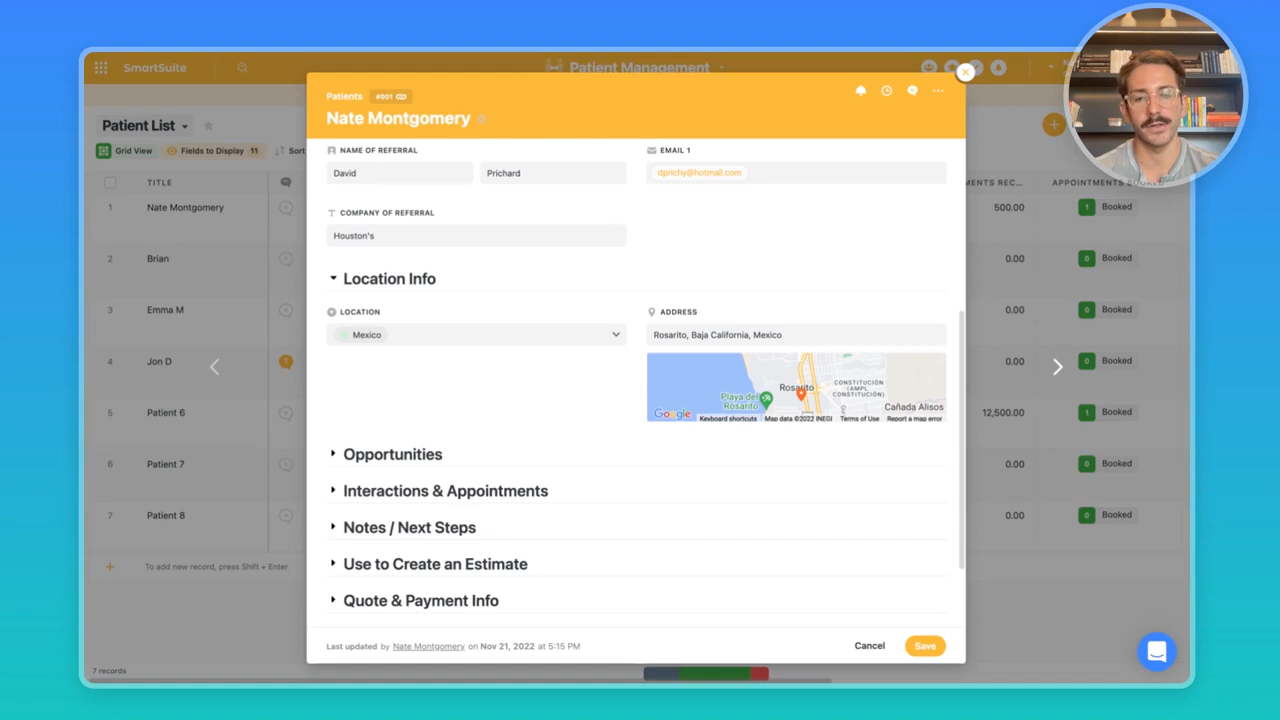 SmartSuite
Patient Management
Patient List
Grid View
Fields to Display 11
Sort
TITLE
MENTS REC...
APPOINTMENTS BOOKED
1 Nate Montgomery 500.00 1 Booked
2 Brian 0.00 0 Booked
3 Emma M 0.00 0 Booked
4 Jon D 1 0.00 0 Booked
5 Patient 6 12,500.00 1 Booked
6 Patient 7 0.00 0 Booked
7 Patient 8 0.00 0 Booked
To add new record, press Shift + Enter
7 records
Patients #001
Nate Montgomery
NAME OF REFERRAL
David Prichard
EMAIL 1
dprichy@hotmail.com
COMPANY OF REFERRAL
Houston's
Location Info
LOCATION
Mexico
ADDRESS
Rosarito, Baja California, Mexico
Rosarito
CONSTITUCIÓN
(AMPL.
CONSTITUCIÓN)
Playa del
Rosarito
Cañada Alisos
Google
Keyboard shortcuts Map data ©2022 INEGI Terms of Use Report a map error
Opportunities
Interactions & Appointments
Notes / Next Steps
Use to Create an Estimate
Quote & Payment Info
Last updated by Nate Montgomery on Nov 21, 2022 at 5:15 PM
Cancel
Save